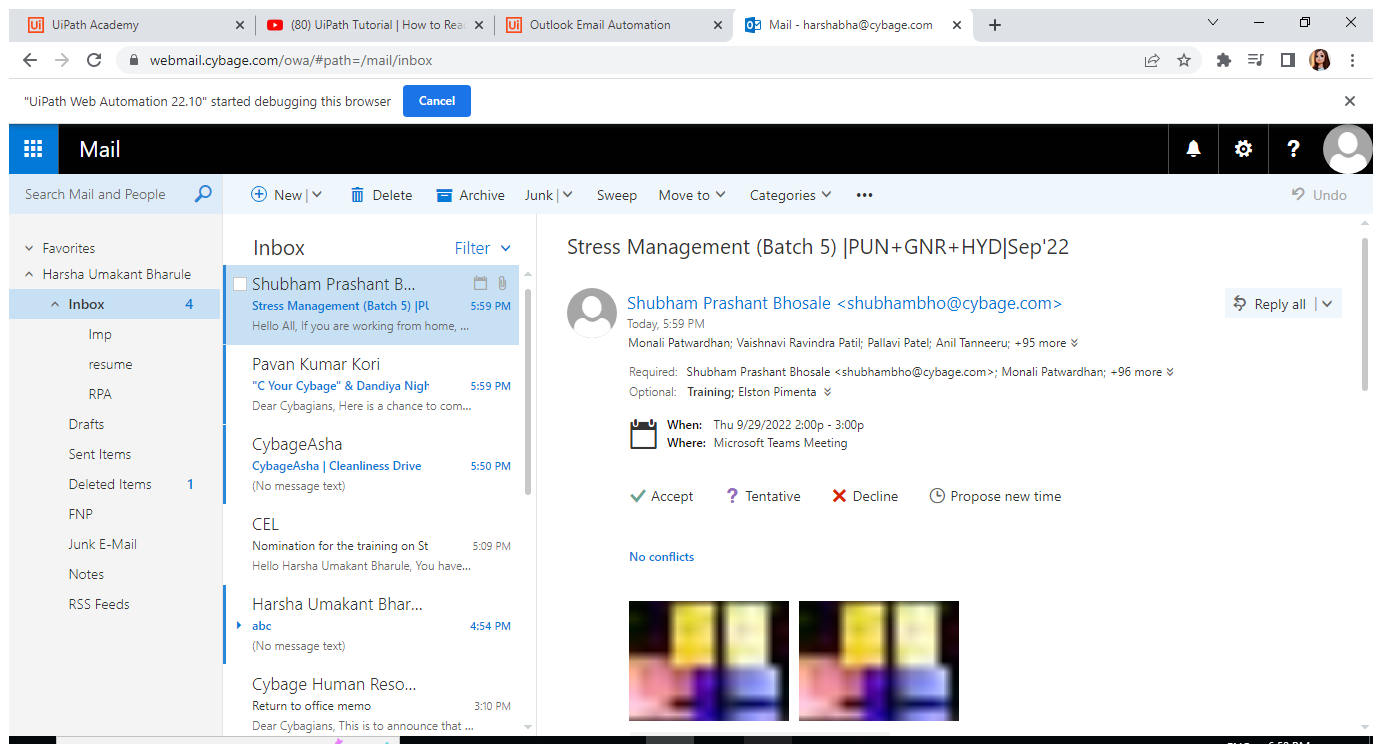 UiPath Academy
(80) UiPath Tutorial | How to Rea
Outlook Email Automation
Mail - harshabha@cybage.com
webmail.cybage.com/owa/#path=/mail/inbox
"UiPath Web Automation 22.10" started debugging this browser Cancel
Mail
Search Mail and People
New Delete Archive Junk Sweep Move to Categories ••• Undo
Favorites
Harsha Umakant Bharule
Inbox 4
Imp
resume
RPA
Drafts
Sent Items
Deleted Items 1
FNP
Junk E-Mail
Notes
RSS Feeds
Inbox Filter
Shubham Prashant B...
Stress Management (Batch 5) |PU 5:59 PM
Hello All, If you are working from home, ...
Pavan Kumar Kori
"C Your Cybage" & Dandiya Nigh 5:59 PM
Dear Cybagians, Here is a chance to com...
CybageAsha
CybageAsha | Cleanliness Drive 5:50 PM
(No message text)
CEL
Nomination for the training on St 5:09 PM
Hello Harsha Umakant Bharule, You have...
Harsha Umakant Bhar...
abc 4:54 PM
(No message text)
Cybage Human Reso...
Return to office memo 3:10 PM
Dear Cybagians, This is to announce that ...
Stress Management (Batch 5) |PUN+GNR+HYD|Sep'22
Shubham Prashant Bhosale <shubhambho@cybage.com>
Reply all
Today, 5:59 PM
Monali Patwardhan; Vaishnavi Ravindra Patil; Pallavi Patel; Anil Tanneeru; +95 more
Required: Shubham Prashant Bhosale <shubhambho@cybage.com>; Monali Patwardhan; +96 more
Optional: Training; Elston Pimenta
When: Thu 9/29/2022 2:00p - 3:00p
Where: Microsoft Teams Meeting
Accept ? Tentative Decline Propose new time
No conflicts